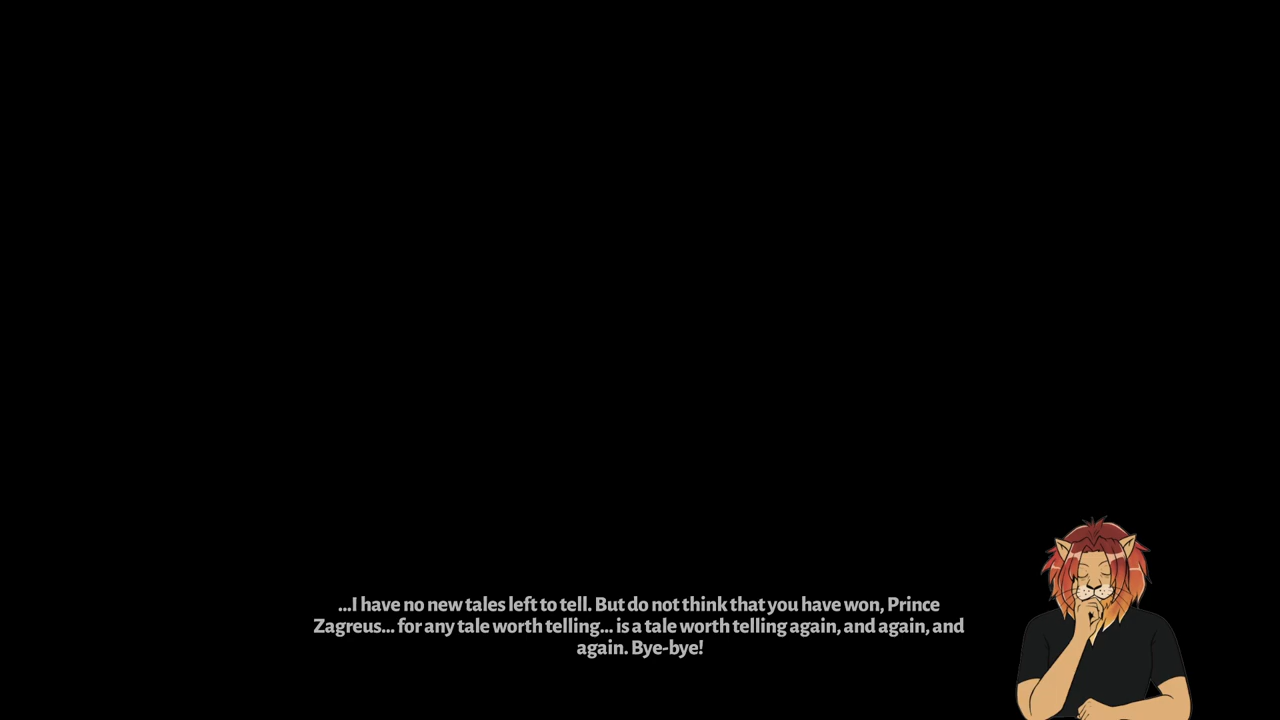 ...I have no new tales left to tell. But do not think that you have won, Prince
Zagreus... for any tale worth telling... is a tale worth telling again, and again, and
again. Bye-bye!